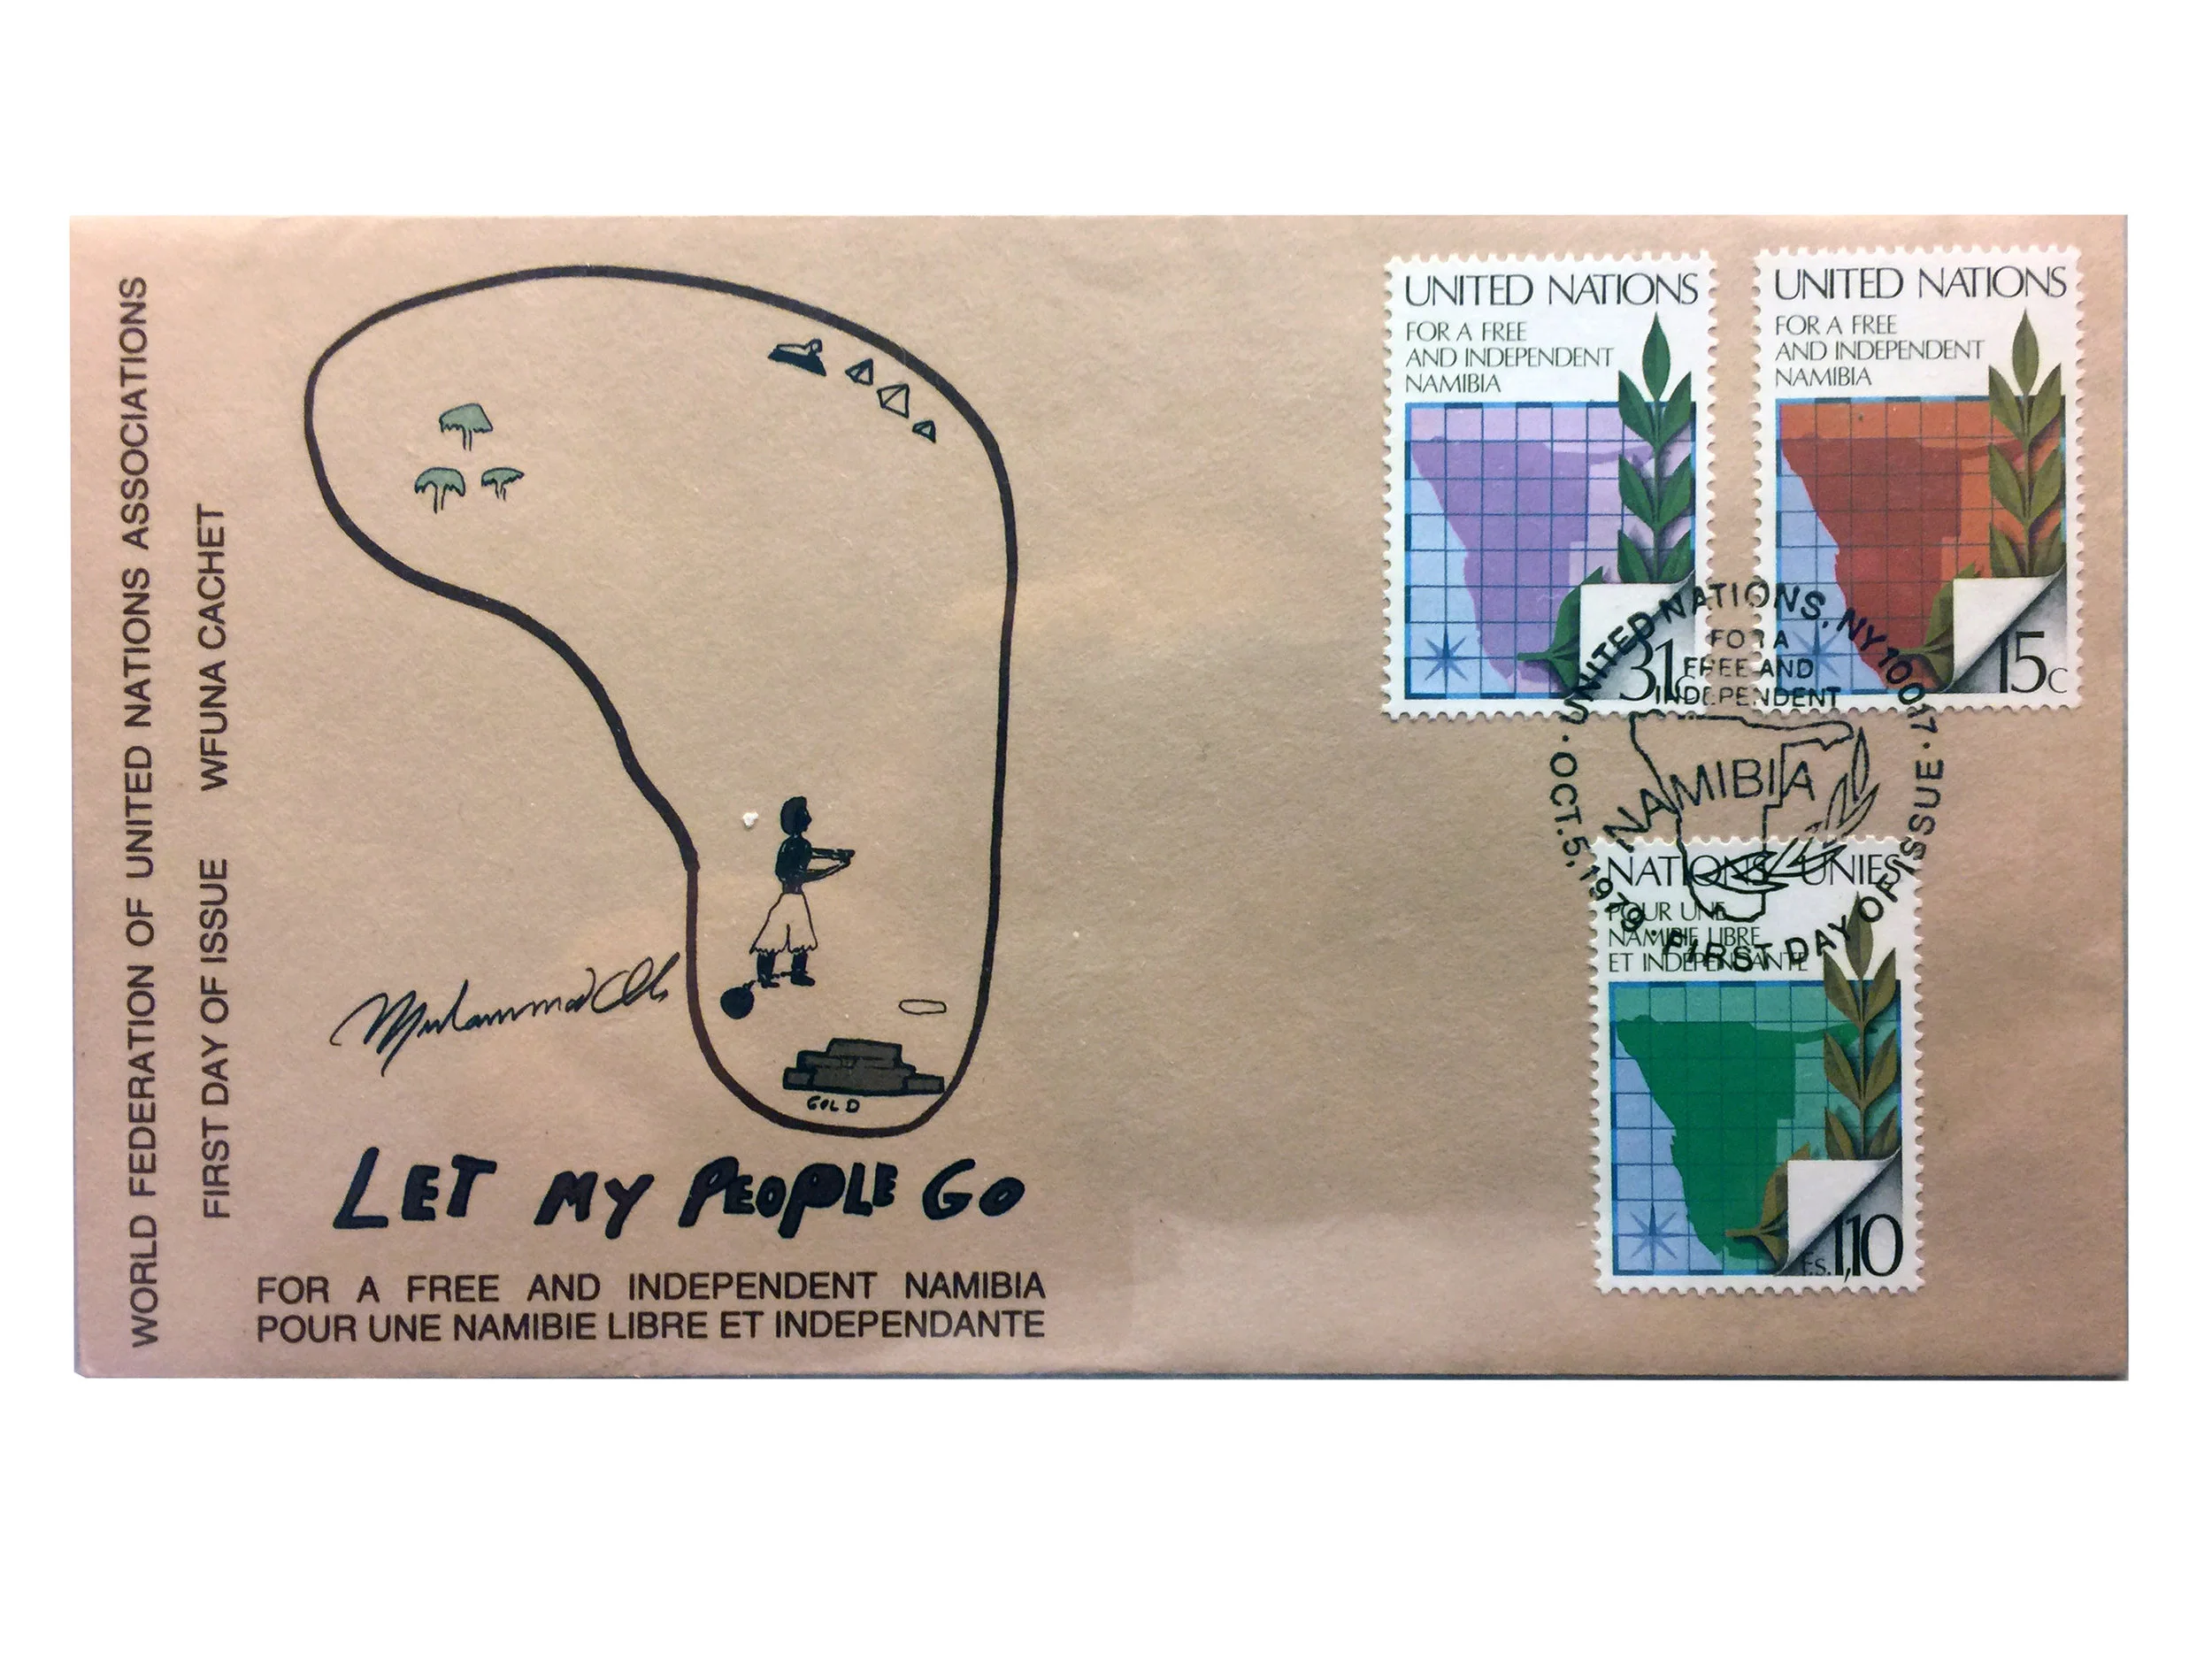 WORLD FEDERATION OF UNITED NATIONS ASSOCIATIONS
FIRST DAY OF ISSUE WFUNA CACHET
GOLD
Muhammad Ali
LET MY PEOPLE GO
FOR A FREE AND INDEPENDENT NAMIBIA
POUR UNE NAMIBIE LIBRE ET INDEPENDANTE
UNITED NATIONS
FOR A FREE
AND INDEPENDENT
NAMIBIA
31c
UNITED NATIONS
FOR A FREE
AND INDEPENDENT
NAMIBIA
15c
UNITED NATIONS, NY 10017 · OCT. 5, 1979 · FIRST DAY OF ISSUE ·
FOR A
FREE AND
INDEPENDENT
NAMIBIA
NATIONS UNIES
POUR UNE
NAMIBIE LIBRE
ET INDEPENDANTE
F.S.1,10